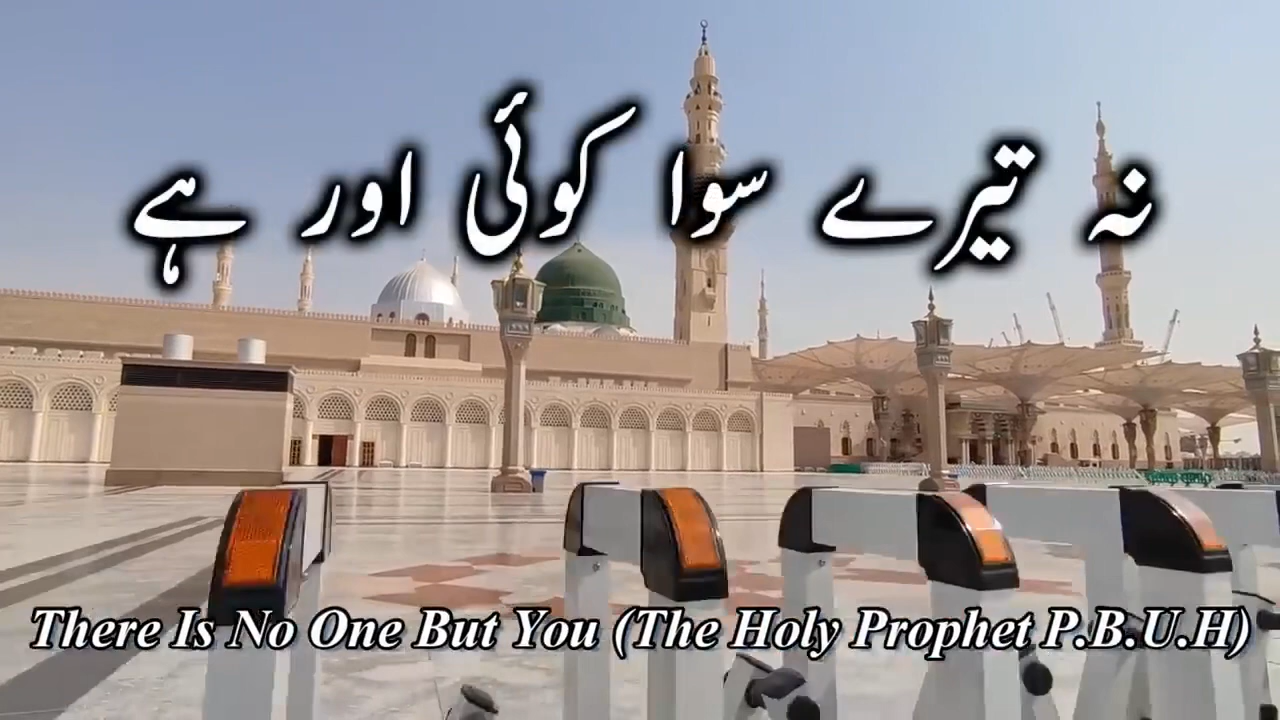 نہ تیرے سوا کوئی اور ہے
There Is No One But You (The Holy Prophet P.B.U.H)